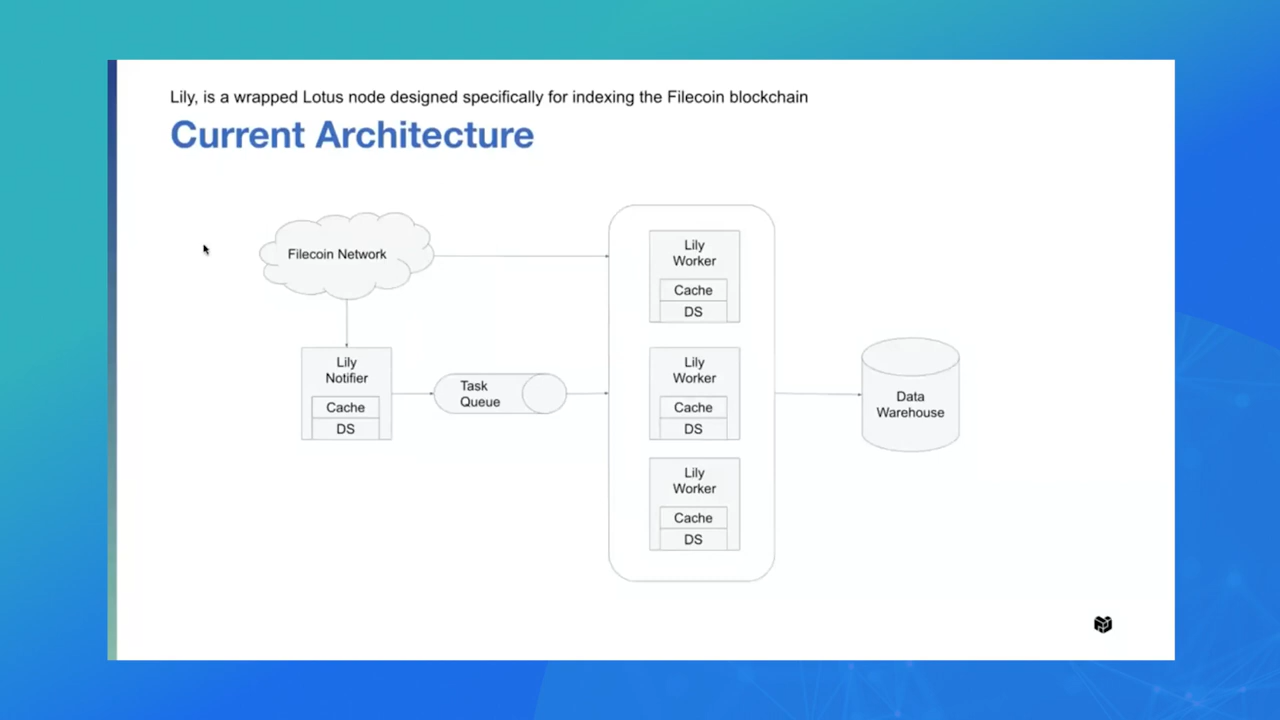 Lily, is a wrapped Lotus node designed specifically for indexing the Filecoin blockchain
Current Architecture
Filecoin Network
Lily
Notifier
Cache
DS
Task
Queue
Lily
Worker
Cache
DS
Lily
Worker
Cache
DS
Lily
Worker
Cache
DS
Data
Warehouse